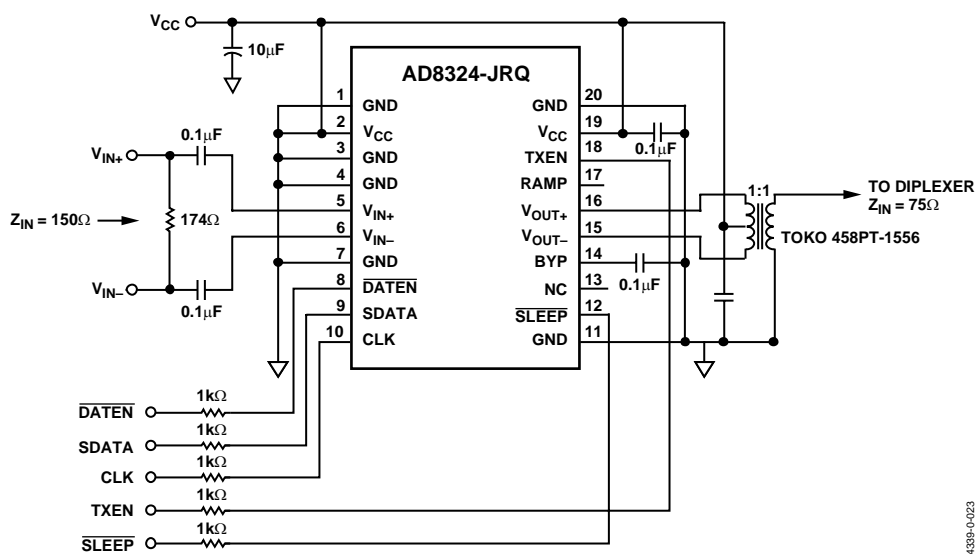 VCC
10μF
AD8324-JRQ
1 GND
2 VCC
3 GND
4 GND
5 VIN+
6 VIN–
7 GND
8 DATEN
9 SDATA
10 CLK
GND 20
VCC 19
TXEN 18
RAMP 17
VOUT+ 16
VOUT– 15
BYP 14
NC 13
SLEEP 12
GND 11
0.1μF
VIN+
ZIN = 150Ω
174Ω
VIN–
0.1μF
0.1μF
0.1μF
1:1
TO DIPLEXER
ZIN = 75Ω
TOKO 458PT-1556
1kΩ
DATEN
1kΩ
SDATA
1kΩ
CLK
1kΩ
TXEN
1kΩ
SLEEP
4339-0-023